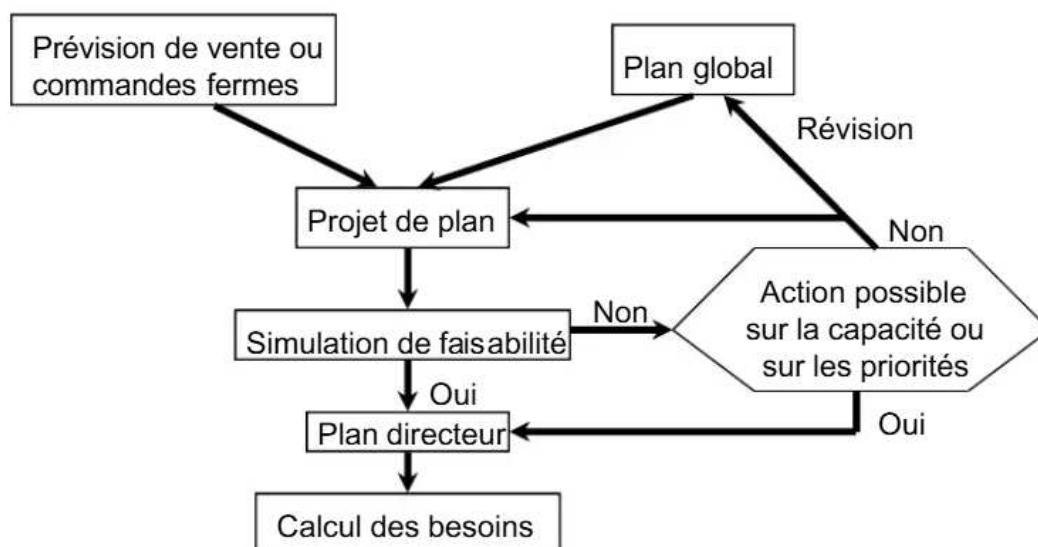 Prévision de vente ou
commandes fermes
Plan global
Révision
Projet de plan
Non
Action possible
sur la capacité ou
sur les priorités
Non
Simulation de faisabilité
Oui
Oui
Plan directeur
Calcul des besoins